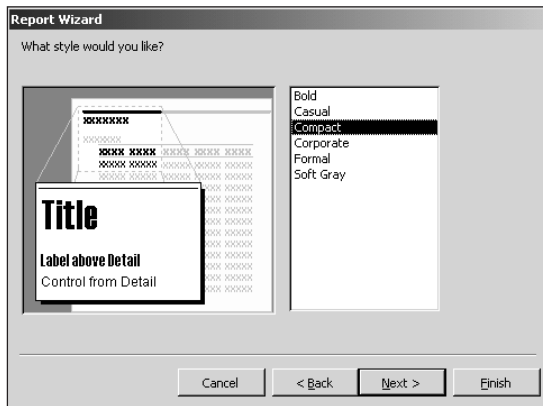 Report Wizard
What style would you like?
xxxxxxx
xxxxxxx
xxxx xxxx xxxx xxxx xxxx
xxxxx xxxxx xxxxx xxxxx xxxxx
Title
Label above Detail
Control from Detail
Bold
Casual
Compact
Corporate
Formal
Soft Gray
Cancel
< Back
Next >
Finish